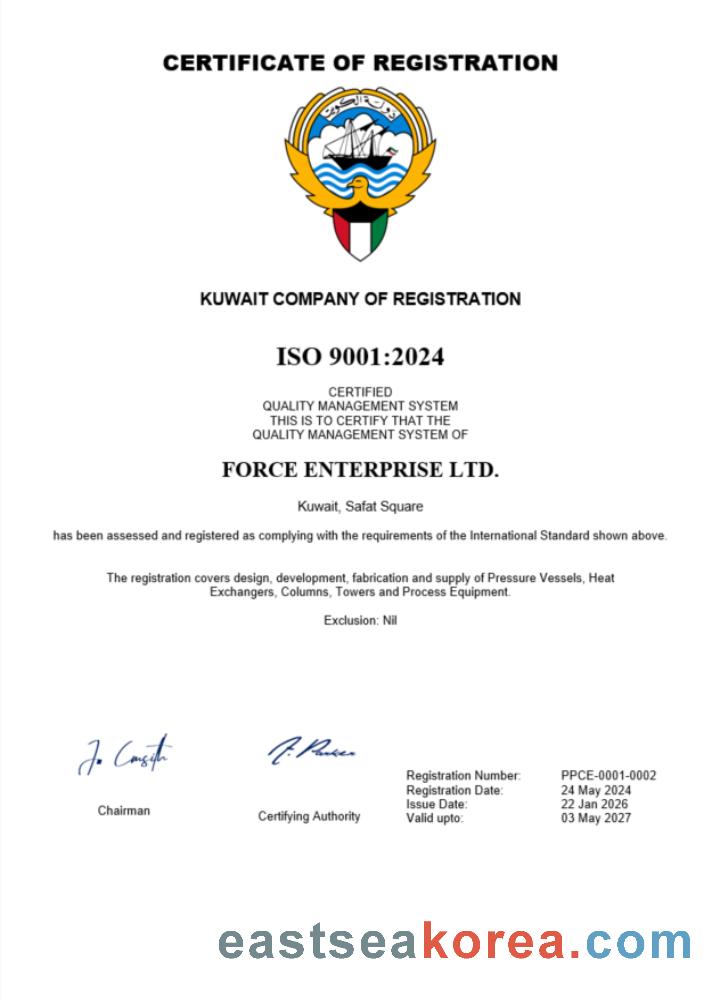 CERTIFICATE OF REGISTRATION
دولة الكويت
KUWAIT COMPANY OF REGISTRATION
ISO 9001:2024
CERTIFIED
QUALITY MANAGEMENT SYSTEM
THIS IS TO CERTIFY THAT THE
QUALITY MANAGEMENT SYSTEM OF
FORCE ENTERPRISE LTD.
Kuwait, Safat Square
has been assessed and registered as complying with the requirements of the International Standard shown above.
The registration covers design, development, fabrication and supply of Pressure Vessels, Heat
Exchangers, Columns, Towers and Process Equipment.
Exclusion: Nil
Chairman
Certifying Authority
Registration Number: PPCE-0001-0002
Registration Date: 24 May 2024
Issue Date: 22 Jan 2026
Valid upto: 03 May 2027
eastseakorea.com